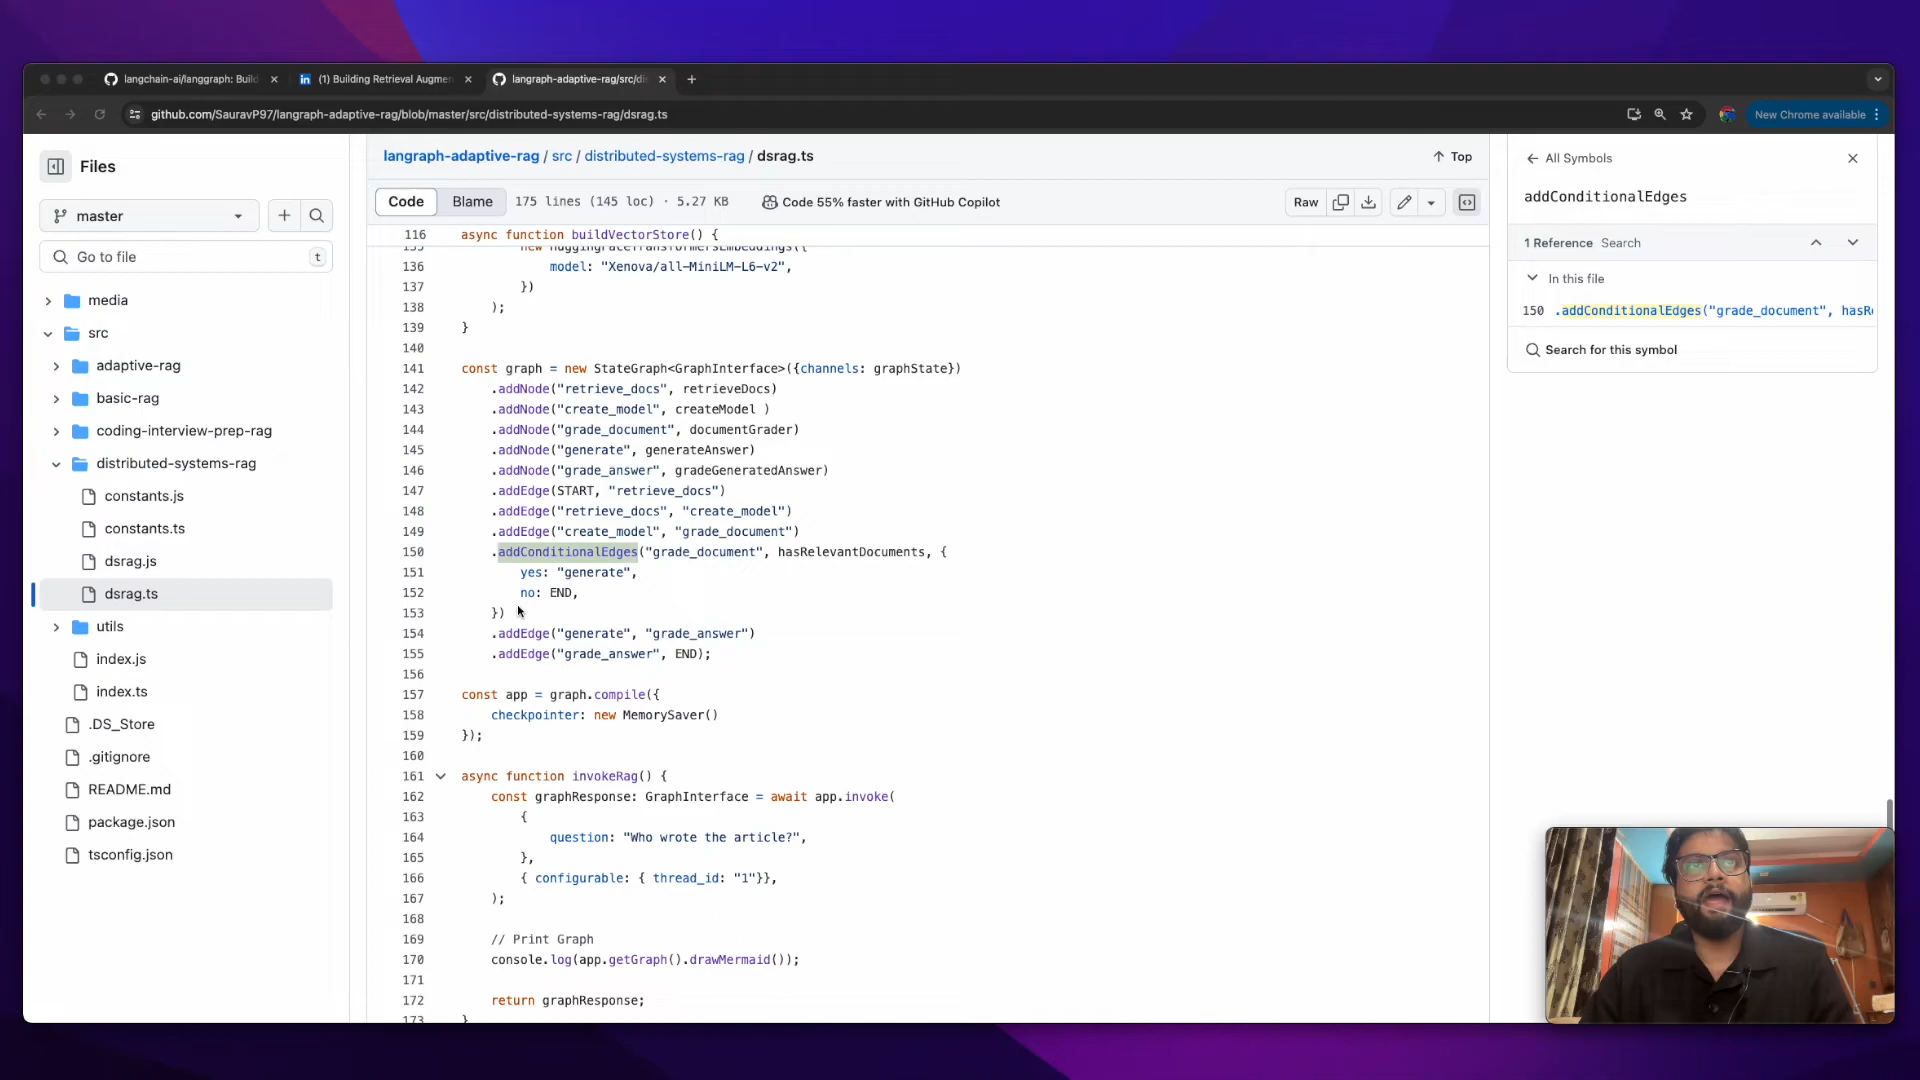 langchain-ai/langgraph: Build
(1) Building Retrieval Augmen
langraph-adaptive-rag/src/di
github.com/SauravP97/langraph-adaptive-rag/blob/master/src/distributed-systems-rag/dsrag.ts
New Chrome available
Files
master
Go to file
t
media
src
adaptive-rag
basic-rag
coding-interview-prep-rag
distributed-systems-rag
constants.js
constants.ts
dsrag.js
dsrag.ts
utils
index.js
index.ts
.DS_Store
.gitignore
README.md
package.json
tsconfig.json
langraph-adaptive-rag / src / distributed-systems-rag / dsrag.ts
Top
Code
Blame
175 lines (145 loc) · 5.27 KB
Code 55% faster with GitHub Copilot
Raw
116 async function buildVectorStore() {
135 new HuggingFaceTransformersEmbeddings({
136 model: "Xenova/all-MiniLM-L6-v2",
137 })
138 );
139 }
140
141 const graph = new StateGraph<GraphInterface>({channels: graphState})
142 .addNode("retrieve_docs", retrieveDocs)
143 .addNode("create_model", createModel )
144 .addNode("grade_document", documentGrader)
145 .addNode("generate", generateAnswer)
146 .addNode("grade_answer", gradeGeneratedAnswer)
147 .addEdge(START, "retrieve_docs")
148 .addEdge("retrieve_docs", "create_model")
149 .addEdge("create_model", "grade_document")
150 .addConditionalEdges("grade_document", hasRelevantDocuments, {
151 yes: "generate",
152 no: END,
153 })
154 .addEdge("generate", "grade_answer")
155 .addEdge("grade_answer", END);
156
157 const app = graph.compile({
158 checkpointer: new MemorySaver()
159 });
160
161 async function invokeRag() {
162 const graphResponse: GraphInterface = await app.invoke(
163 {
164 question: "Who wrote the article?",
165 },
166 { configurable: { thread_id: "1"}},
167 );
168
169 // Print Graph
170 console.log(app.getGraph().drawMermaid());
171
172 return graphResponse;
173 }
All Symbols
addConditionalEdges
1 Reference Search
In this file
150 .addConditionalEdges("grade_document", hasR
Search for this symbol